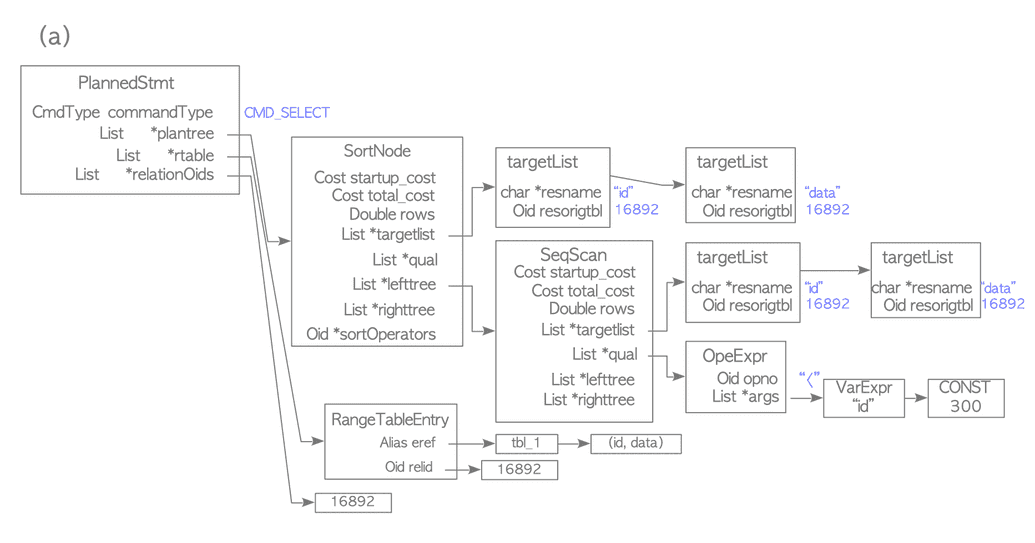 (a)
PlannedStmt
CmdType commandType CMD_SELECT
List *plantree
List *rtable
List *relationOids
SortNode
Cost startup_cost
Cost total_cost
Double rows
List *targetlist
List *qual
List *lefttree
List *righttree
Oid *sortOperators
targetList
char *resname "id"
Oid resorigtbl 16892
targetList
char *resname "data"
Oid resorigtbl 16892
SeqScan
Cost startup_cost
Cost total_cost
Double rows
List *targetlist
List *qual
List *lefttree
List *righttree
targetList
char *resname "id"
Oid resorigtbl 16892
targetList
char *resname "data"
Oid resorigtbl 16892
OpeExpr
Oid opno "<"
List *args
VarExpr
"id"
CONST
300
RangeTableEntry
Alias eref
Oid relid
tbl_1
(id, data)
16892
16892